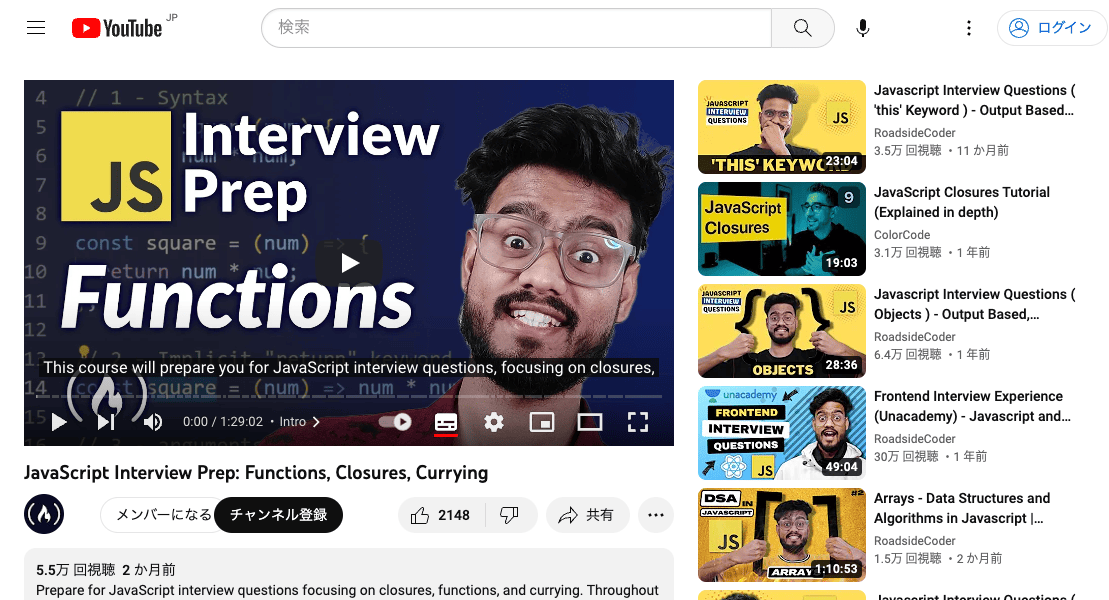 YouTube JP
検索
ログイン
4 // 1 - Syntax
5
6
7
8
9 const square = (num) => {
10 return num *
11
12
13
14 const square = (num) => num *
15
Interview
Prep
JS
Functions
This course will prepare you for JavaScript interview questions, focusing on closures,
0:00 / 1:29:02 • Intro
JavaScript Interview Prep: Functions, Closures, Currying
メンバーになる
チャンネル登録
2148
共有
5.5万 回視聴 2 か月前
Prepare for JavaScript interview questions focusing on closures, functions, and currying. Throughout
JAVASCRIPT
INTERVIEW
QUESTIONS
JS
'THIS' KEYWO
23:04
Javascript Interview Questions (
'this' Keyword ) - Output Based…
RoadsideCoder
3.5万 回視聴 ・11 か月前
JavaScript
Closures
9
19:03
JavaScript Closures Tutorial
(Explained in depth)
ColorCode
3.1万 回視聴 ・1 年前
JAVASCRIPT
INTERVIEW
QUESTIONS
JS
OBJECTS
28:36
Javascript Interview Questions (
Objects ) - Output Based,…
RoadsideCoder
6.4万 回視聴 ・1 年前
unacademy
FRONTEND
INTERVIEW
QUESTIONS
JS
49:04
Frontend Interview Experience
(Unacademy) - Javascript and…
RoadsideCoder
30万 回視聴 ・1 年前
DSA IN
JAVASCRIPT
#2
JS
ARRAY
1:10:53
Arrays - Data Structures and
Algorithms in Javascript |…
RoadsideCoder
1.5万 回視聴 ・2 か月前